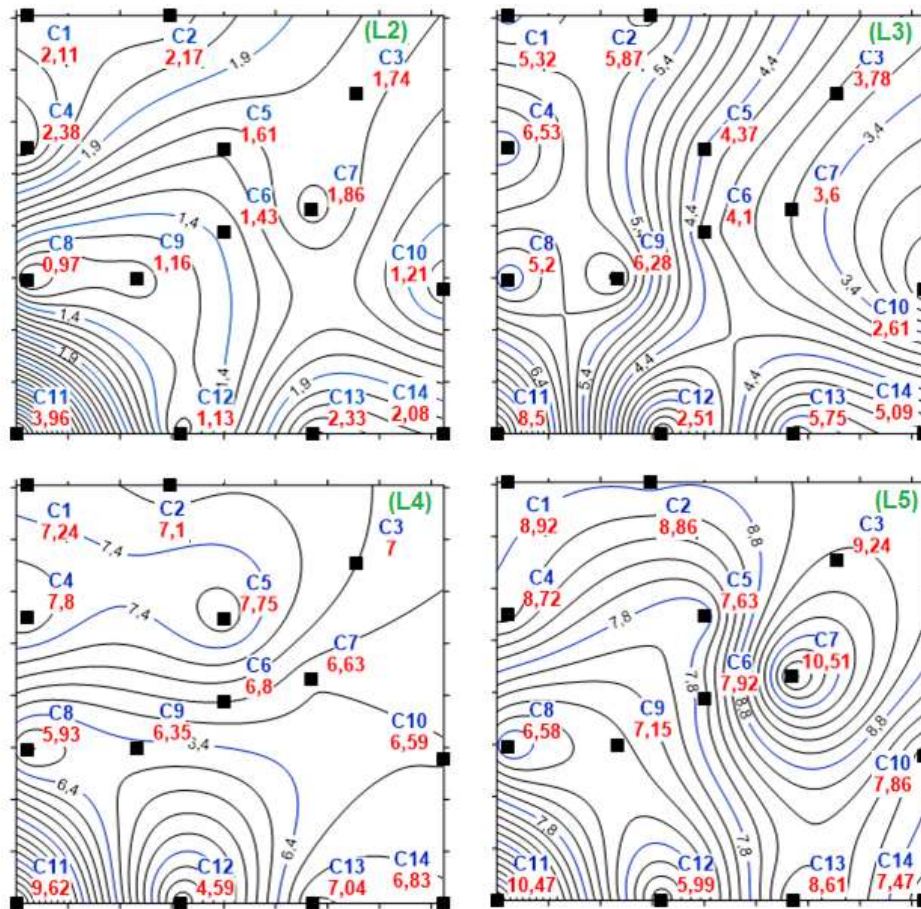 (L2)
C1
2,11
C2
2,17
1,9
C3
1,74
C4
2,38
C5
1,61
1,9
C7
1,86
C6
1,43
1,4
C8
0,97
C9
1,16
C10
1,21
1,4
1,9
1,4
1,9
C11
3,96
C12
1,13
C13
2,33
C14
2,08
(L3)
C1
5,32
C2
5,87
5,4
4,4
C3
3,78
C4
6,53
C5
4,37
3,4
C7
3,6
C6
4,1
5,4
4,4
C8
5,2
C9
6,28
3,4
C10
2,61
6,4
5,4
4,4
4,4
C11
8,5
C12
2,51
C13
5,75
C14
5,09
(L4)
C1
7,24
C2
7,1
7,4
C3
7
C4
7,8
C5
7,75
7,4
C7
6,63
C6
6,8
C8
5,93
C9
6,35
C10
6,59
6,4
6,4
C11
9,62
C12
4,59
C13
7,04
C14
6,83
(L5)
C1
8,92
C2
8,86
8,8
C3
9,24
C4
8,72
C5
7,63
7,8
C7
10,51
C6
7,92
7,8
8,8
8,8
C8
6,58
C9
7,15
C10
7,86
7,8
7,8
C11
10,47
C12
5,99
C13
8,61
C14
7,47